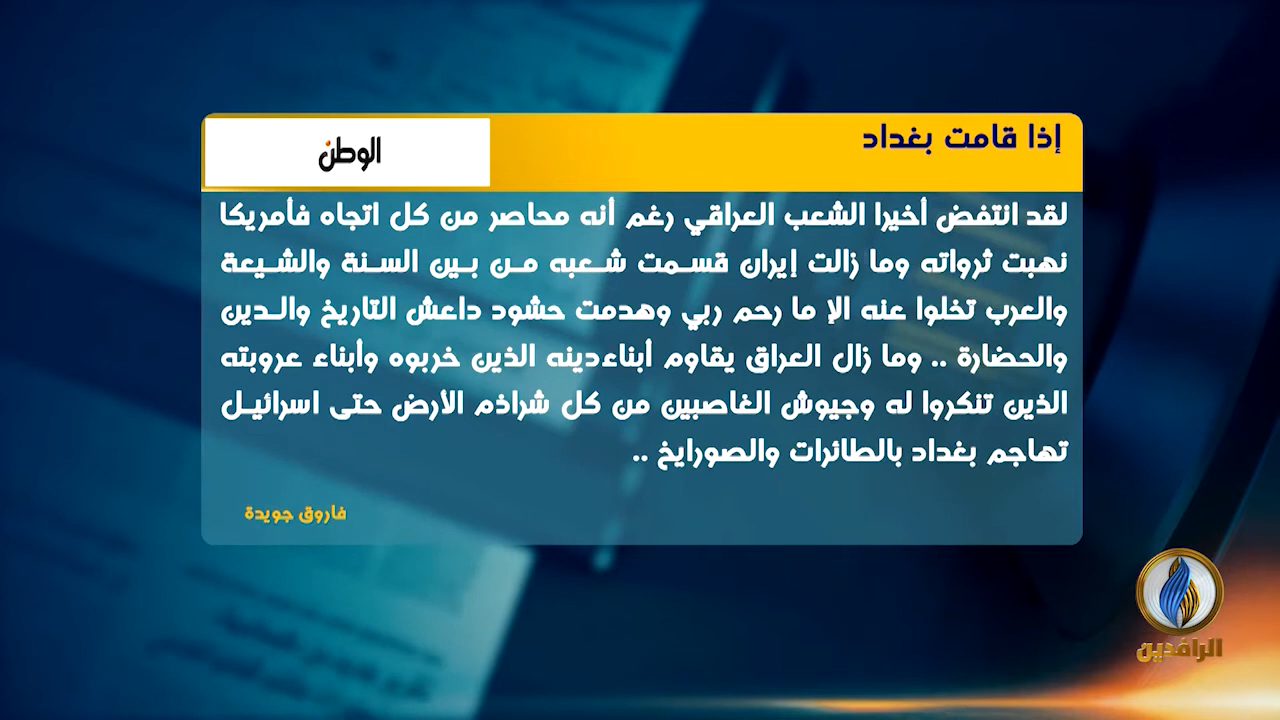 إذا قامت بغداد
الوطن
لقد انتفض أخيرا الشعب العراقي رغم أنه محاصر من كل اتجاه فأمريكا
نهبت ثرواته وما زالت إيران قسمت شعبه من بين السنة والشيعة
والعرب تخلوا عنه الإ ما رحم ربي وهدمت حشود داعش التاريخ والدين
والحضارة .. وما زال العراق يقاوم أبناءدينه الذين خربوه وأبناء عروبته
الذين تنكروا له وجيوش الغاصبين من كل شراذم الأرض حتى اسرائيل
تهاجم بغداد بالطائرات والصورايخ ..
فاروق جويدة
الرافدين